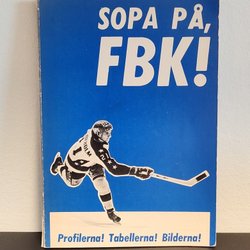 SOPA PÅ,
FBK!
Profilerna! Tabellerna! Bilderna!